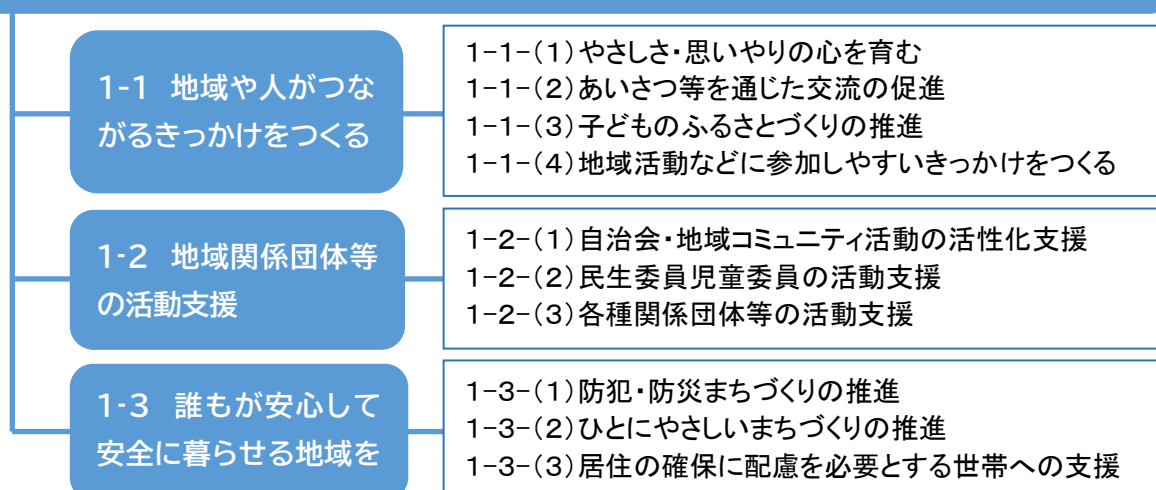 1-1 地域や人がつな
がるきっかけをつくる
1-1-(1)やさしさ・思いやりの心を育む
1-1-(2)あいさつ等を通じた交流の促進
1-1-(3)子どものふるさとづくりの推進
1-1-(4)地域活動などに参加しやすいきっかけをつくる
1-2 地域関係団体等
の活動支援
1-2-(1)自治会・地域コミュニティ活動の活性化支援
1-2-(2)民生委員児童委員の活動支援
1-2-(3)各種関係団体等の活動支援
1-3 誰もが安心して
安全に暮らせる地域を
1-3-(1)防犯・防災まちづくりの推進
1-3-(2)ひとにやさしいまちづくりの推進
1-3-(3)居住の確保に配慮を必要とする世帯への支援